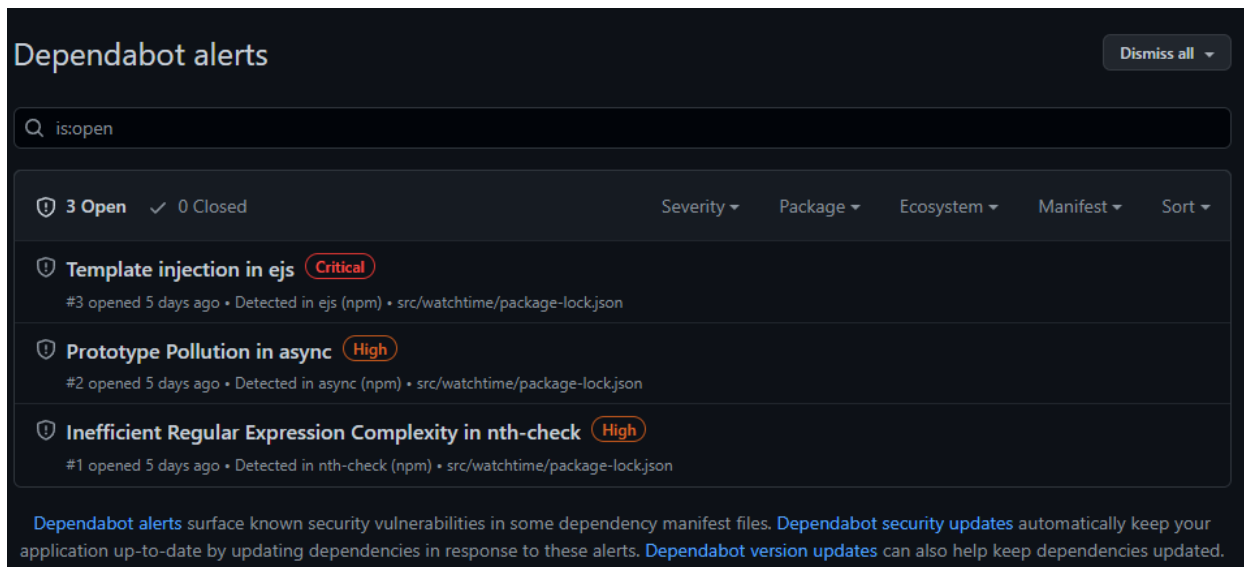 Dependabot alerts
Dismiss all
is:open
3 Open 0 Closed Severity Package Ecosystem Manifest Sort
Template injection in ejs Critical
#3 opened 5 days ago • Detected in ejs (npm) • src/watchtime/package-lock.json
Prototype Pollution in async High
#2 opened 5 days ago • Detected in async (npm) • src/watchtime/package-lock.json
Inefficient Regular Expression Complexity in nth-check High
#1 opened 5 days ago • Detected in nth-check (npm) • src/watchtime/package-lock.json
Dependabot alerts surface known security vulnerabilities in some dependency manifest files. Dependabot security updates automatically keep your
application up-to-date by updating dependencies in response to these alerts. Dependabot version updates can also help keep dependencies updated.